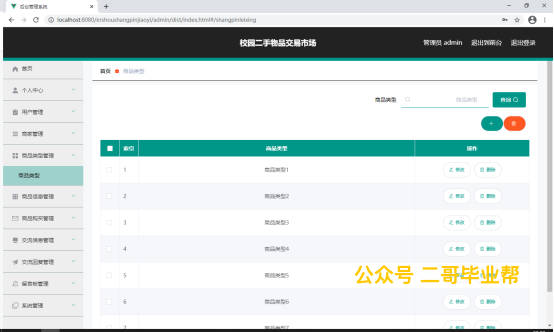 后台管理系统
localhost:8080/ershoushangpinjiaoyi/admin/dist/index.html#/shangpinleixing
校园二手物品交易市场
管理员 admin 退出到前台 退出登录
首页
个人中心
用户管理
商家管理
商品类型管理
商品类型
商品信息管理
商品购买管理
交流信息管理
交流回复管理
留言板管理
系统管理
首页 商品类型
商品类型 商品类型 查询
索引 商品类型 操作
1 商品类型1 修改 删除
2 商品类型2 修改 删除
3 商品类型3 修改 删除
4 商品类型4 修改 删除
5 商品类型5 修改 删除
6 商品类型6 修改 删除
7 商品类型7 修改 删除
公众号 二哥毕业帮